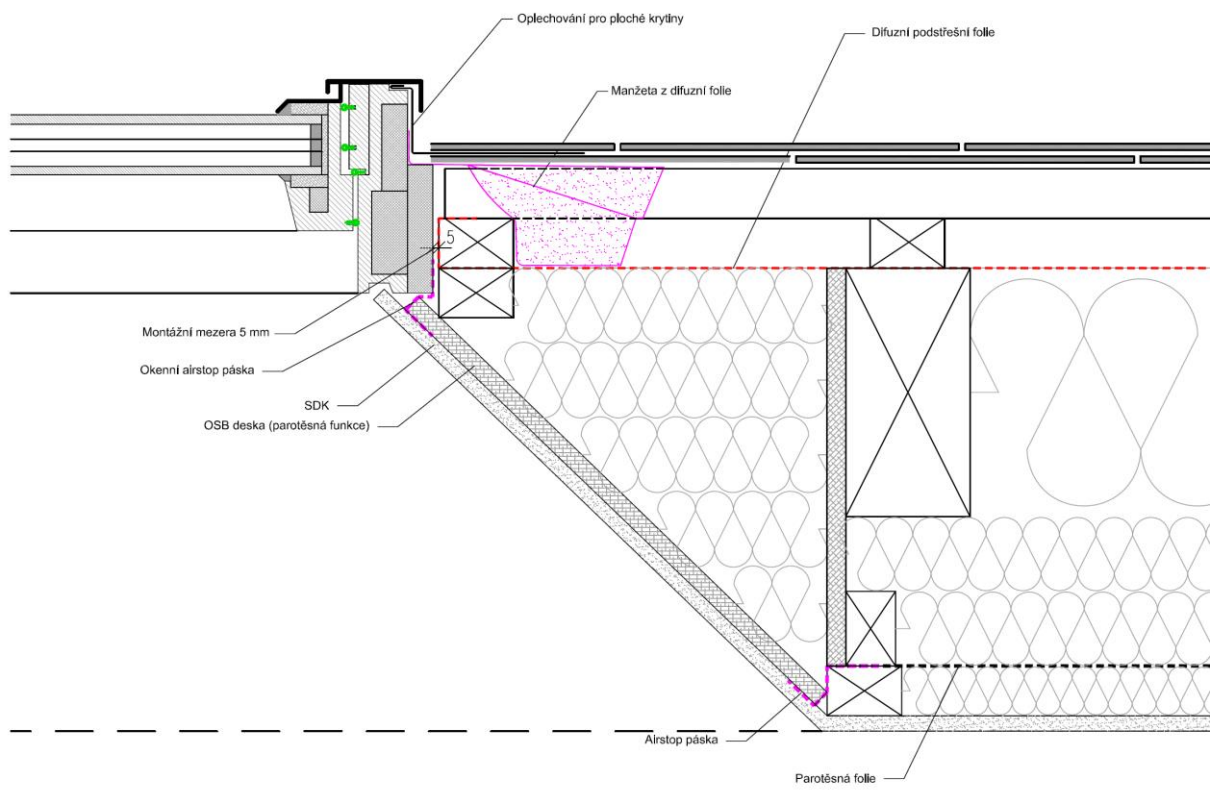 Oplechování pro ploché krytiny
Difuzní podstřešní folie
Manžeta z difuzní folie
5
Montážní mezera 5 mm
Okenní airstop páska
SDK
OSB deska (parotěsná funkce)
Airstop páska
Parotěsná folie